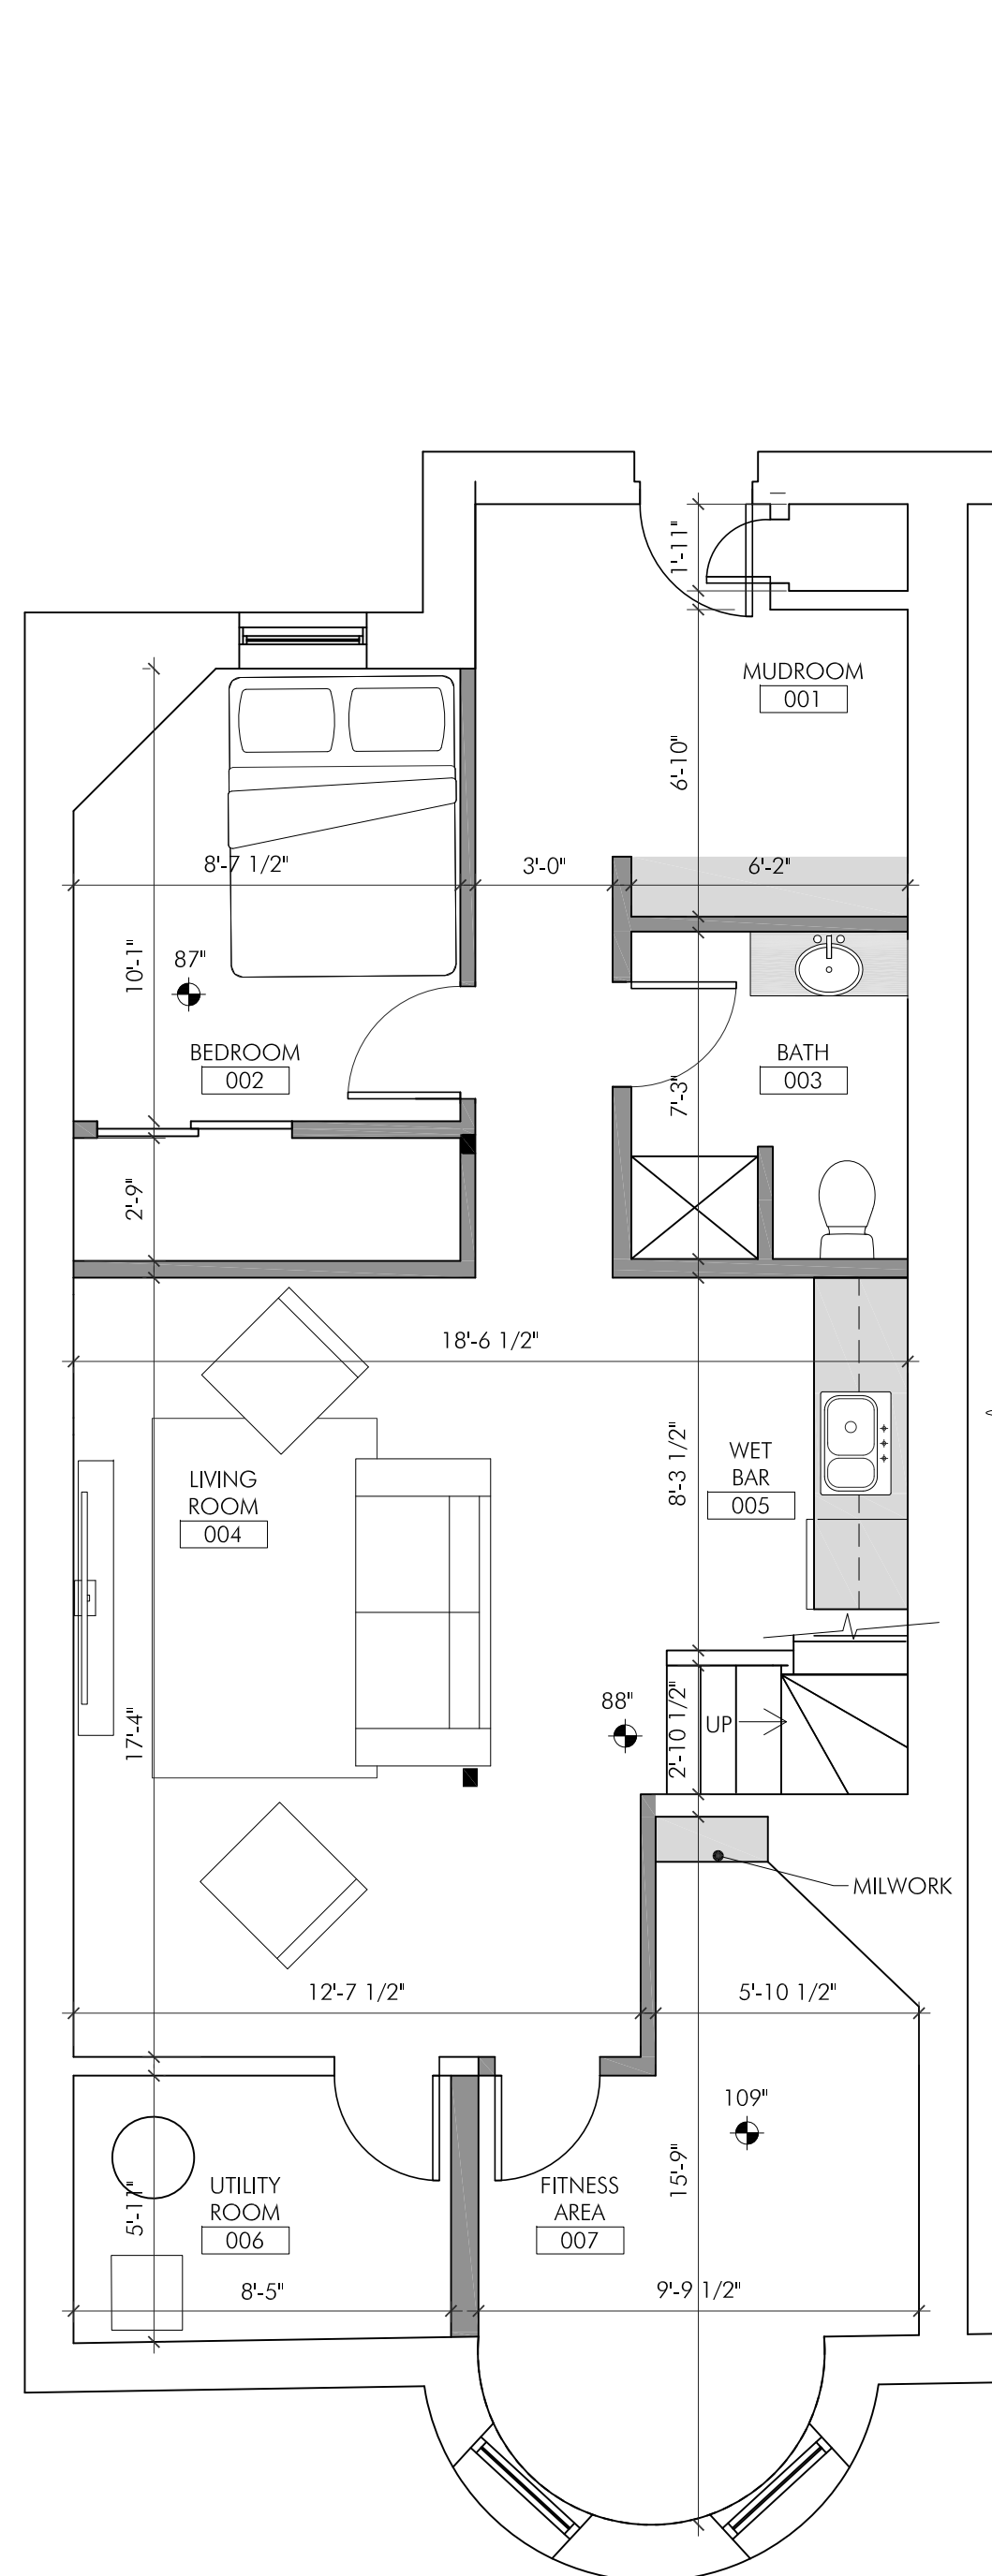 1'-11"
MUDROOM
001
6'-10"
8'-7 1/2"
3'-0"
6'-2"
10'-1"
87"
BEDROOM
002
BATH
003
7'-3"
2'-9"
18'-6 1/2"
8'-3 1/2"
WET
BAR
005
LIVING
ROOM
004
17'-4"
88"
2'-10 1/2"
UP
MILWORK
12'-7 1/2"
5'-10 1/2"
109"
15'-9"
5'-11"
UTILITY
ROOM
006
FITNESS
AREA
007
8'-5"
9'-9 1/2"